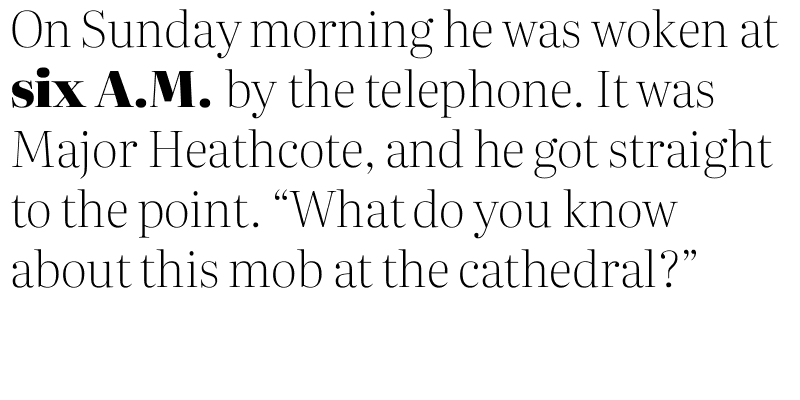 On Sunday morning he was woken at
six A.M. by the telephone. It was
Major Heathcote, and he got straight
to the point. “What do you know
about this mob at the cathedral?”